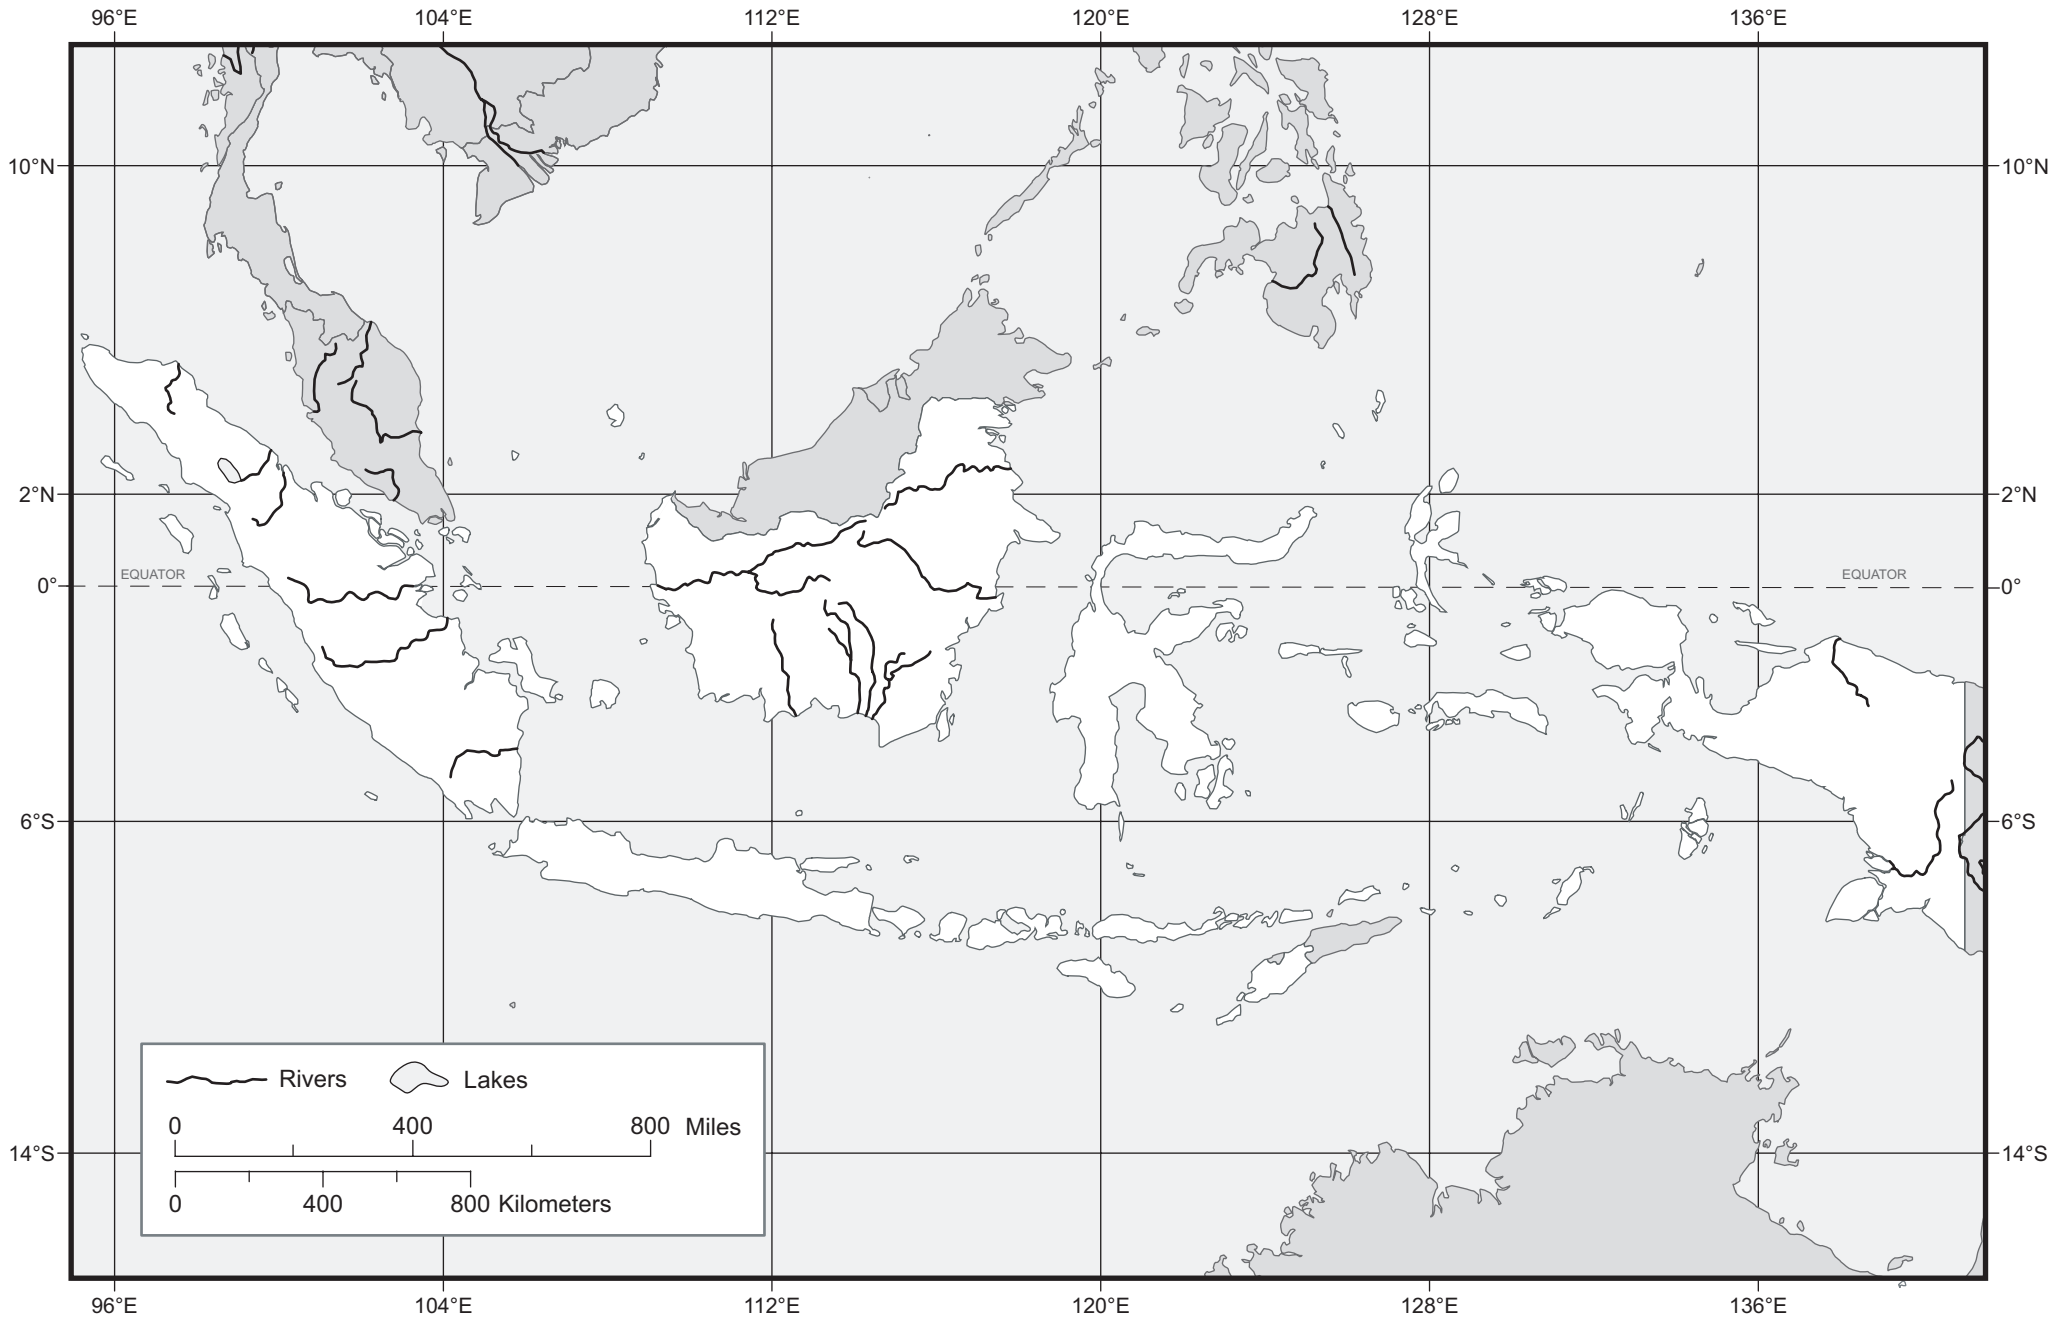 96°E 104°E 112°E 120°E 128°E 136°E
10°N 10°N
2°N 2°N
EQUATOR EQUATOR
0° 0°
6°S 6°S
Rivers Lakes
0 400 800 Miles
14°S 14°S
0 400 800 Kilometers
96°E 104°E 112°E 120°E 128°E 136°E